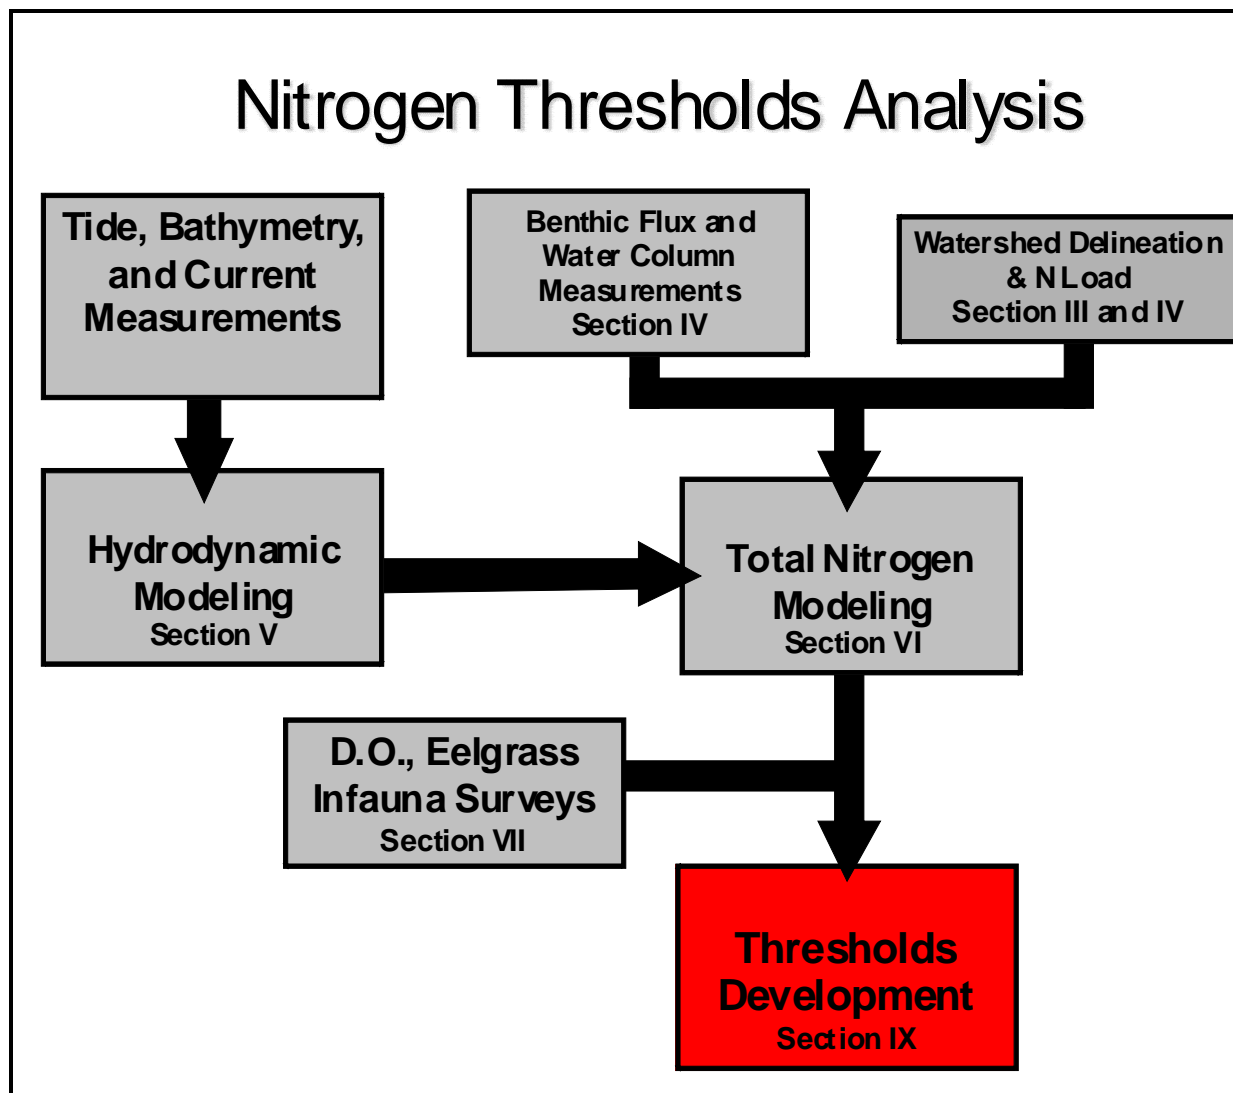 Nitrogen Thresholds Analysis
Tide, Bathymetry,
and Current
Measurements
Benthic Flux and
Water Column
Measurements
Section IV
Watershed Delineation
& N Load
Section III and IV
Hydrodynamic
Modeling
Section V
Total Nitrogen
Modeling
Section VI
D.O., Eelgrass
Infauna Surveys
Section VII
Thresholds
Development
Section IX